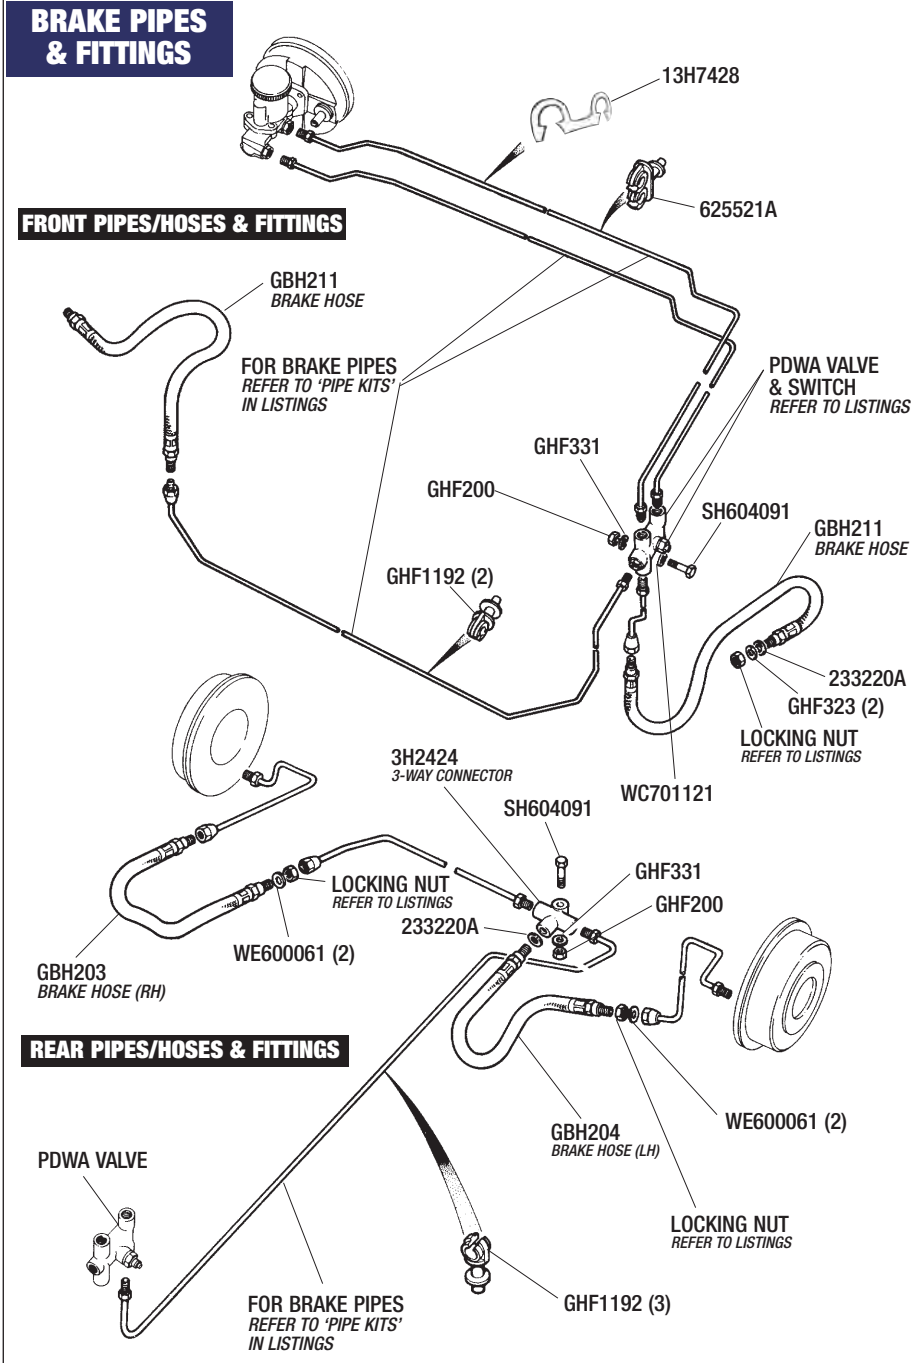 BRAKE PIPES
& FITTINGS
13H7428
625521A
FRONT PIPES/HOSES & FITTINGS
GBH211
BRAKE HOSE
FOR BRAKE PIPES
REFER TO ‘PIPE KITS’
IN LISTINGS
PDWA VALVE
& SWITCH
REFER TO LISTINGS
GHF331
GHF200
SH604091
GBH211
BRAKE HOSE
GHF1192 (2)
233220A
GHF323 (2)
LOCKING NUT
REFER TO LISTINGS
WC701121
3H2424
3-WAY CONNECTOR
SH604091
GHF331
GHF200
LOCKING NUT
REFER TO LISTINGS
233220A
WE600061 (2)
GBH203
BRAKE HOSE (RH)
REAR PIPES/HOSES & FITTINGS
WE600061 (2)
GBH204
BRAKE HOSE (LH)
PDWA VALVE
LOCKING NUT
REFER TO LISTINGS
GHF1192 (3)
FOR BRAKE PIPES
REFER TO ‘PIPE KITS’
IN LISTINGS